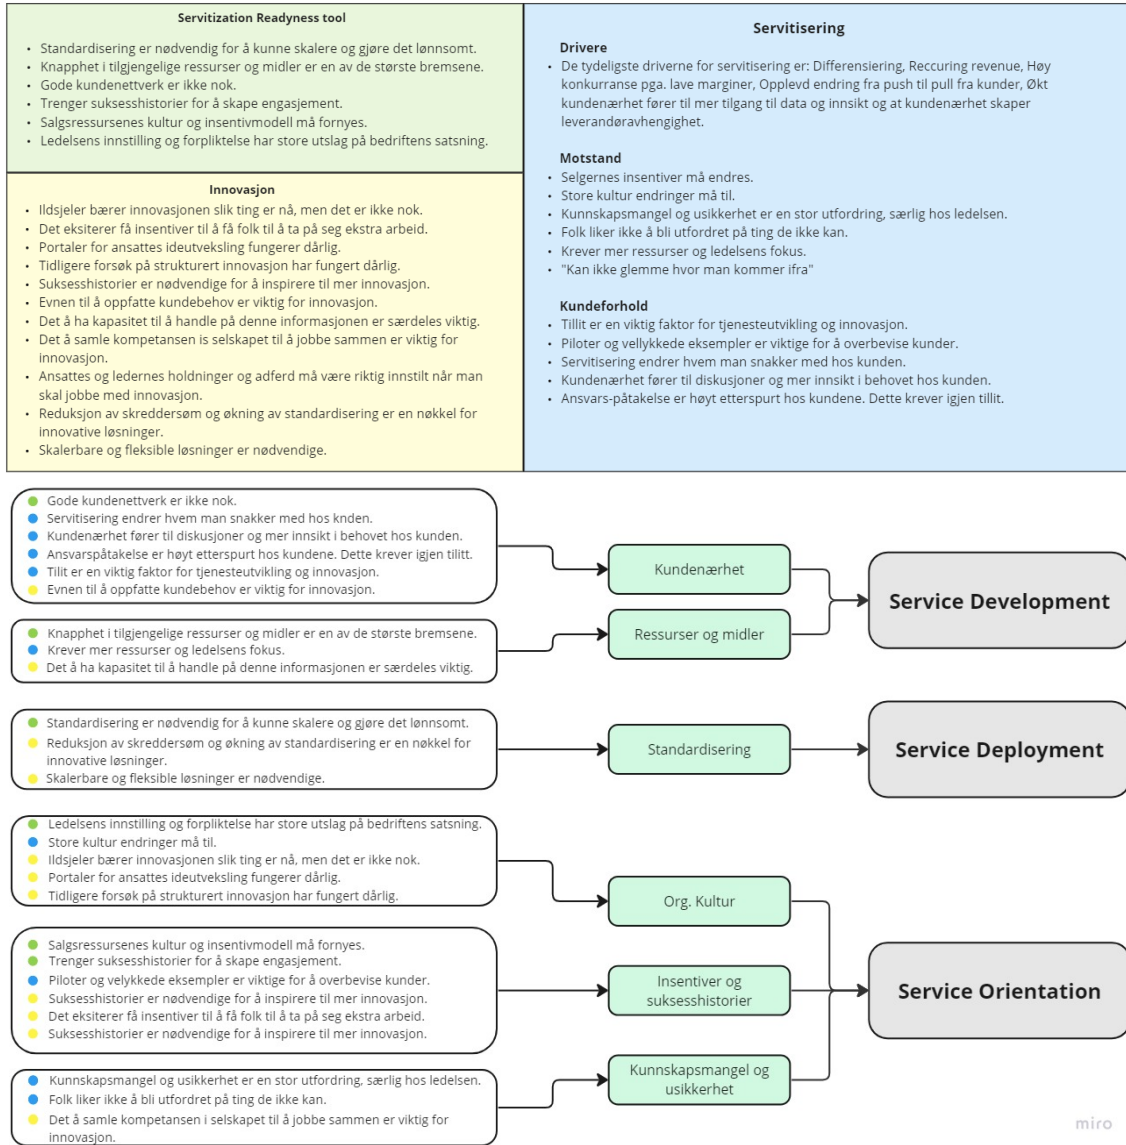 Servitization Readyness tool
• Standardisering er nødvendig for å kunne skalere og gjøre det lønnsomt.
• Knapphet i tilgjengelige ressurser og midler er en av de største bremsene.
• Gode kundenettverk er ikke nok.
• Trenger suksesshistorier for å skape engasjement.
• Salgsressursenes kultur og insentivmodell må fornyes.
• Ledelsens innstilling og forpliktelse har store utslag på bedriftens satsning.
Innovasjon
• Ildsjeler bærer innovasjonen slik ting er nå, men det er ikke nok.
• Det eksiterer få insentiver til å få folk til å ta på seg ekstra arbeid.
• Portaler for ansattes ideutveksling fungerer dårlig.
• Tidligere forsøk på strukturert innovasjon har fungert dårlig.
• Suksesshistorier er nødvendige for å inspirere til mer innovasjon.
• Evnen til å oppfatte kundebehov er viktig for innovasjon.
• Det å ha kapasitet til å handle på denne informasjonen er særdeles viktig.
• Det å samle kompetansen is selskapet til å jobbe sammen er viktig for
innovasjon.
• Ansattes og ledernes holdninger og adferd må være riktig innstilt når man
skal jobbe med innovasjon.
• Reduksjon av skreddersøm og økning av standardisering er en nøkkel for
innovative løsninger.
• Skalerbare og fleksible løsninger er nødvendige.
Servitisering
Drivere
• De tydeligste driverne for servitisering er: Differensiering, Reccuring revenue, Høy
konkurranse pga. lave marginer, Opplevd endring fra push til pull fra kunder, Økt
kundenærhet fører til mer tilgang til data og innsikt og at kundenærhet skaper
leverandøravhengighet.
Motstand
• Selgernes insentiver må endres.
• Store kultur endringer må til.
• Kunnskapsmangel og usikkerhet er en stor utfordring, særlig hos ledelsen.
• Folk liker ikke å bli utfordret på ting de ikke kan.
• Krever mer ressurser og ledelsens fokus.
• "Kan ikke glemme hvor man kommer ifra"
Kundeforhold
• Tillit er en viktig faktor for tjenesteutvikling og innovasjon.
• Piloter og vellykkede eksempler er viktige for å overbevise kunder.
• Servitisering endrer hvem man snakker med hos kunden.
• Kundenærhet fører til diskusjoner og mer innsikt i behovet hos kunden.
• Ansvars-påtakelse er høyt etterspurt hos kundene. Dette krever igjen tillit.
Gode kundenettverk er ikke nok.
Servitisering endrer hvem man snakker med hos knden.
Kundenærhet fører til diskusjoner og mer innsikt i behovet hos kunden.
Ansvarspåtakelse er høyt etterspurt hos kundene. Dette krever igjen tilitt.
Tilit er en viktig faktor for tjenesteutvikling og innovasjon.
Evnen til å oppfatte kundebehov er viktig for innovasjon.
Kundenærhet
Service Development
Knapphet i tilgjengelige ressurser og midler er en av de største bremsene.
Krever mer ressurser og ledelsens fokus.
Det å ha kapasitet til å handle på denne informasjonen er særdeles viktig.
Ressurser og midler
Standardisering er nødvendig for å kunne skalere og gjøre det lønnsomt.
Reduksjon av skreddersøm og økning av standardisering er en nøkkel for
innovative løsninger.
Skalerbare og fleksible løsninger er nødvendige.
Standardisering
Service Deployment
Ledelsens innstilling og forpliktelse har store utslag på bedriftens satsning.
Store kultur endringer må til.
Ildsjeler bærer innovasjonen slik ting er nå, men det er ikke nok.
Portaler for ansattes ideutveksling fungerer dårlig.
Tidligere forsøk på strukturert innovasjon har fungert dårlig.
Org. Kultur
Salgsressursenes kultur og insentivmodell må fornyes.
Trenger suksesshistorier for å skape engasjement.
Piloter og velykkede eksempler er viktige for å overbevise kunder.
Suksesshistorier er nødvendige for å inspirere til mer innovasjon.
Det eksiterer få insentiver til å få folk til å ta på seg ekstra arbeid.
Suksesshistorier er nødvendige for å inspirere til mer innovasjon.
Insentiver og
suksesshistorier
Service Orientation
Kunnskapsmangel og usikkerhet er en stor utfordring, særlig hos ledelsen.
Folk liker ikke å bli utfordret på ting de ikke kan.
Det å samle kompetansen i selskapet til å jobbe sammen er viktig for
innovasjon.
Kunnskapsmangel og
usikkerhet
miro